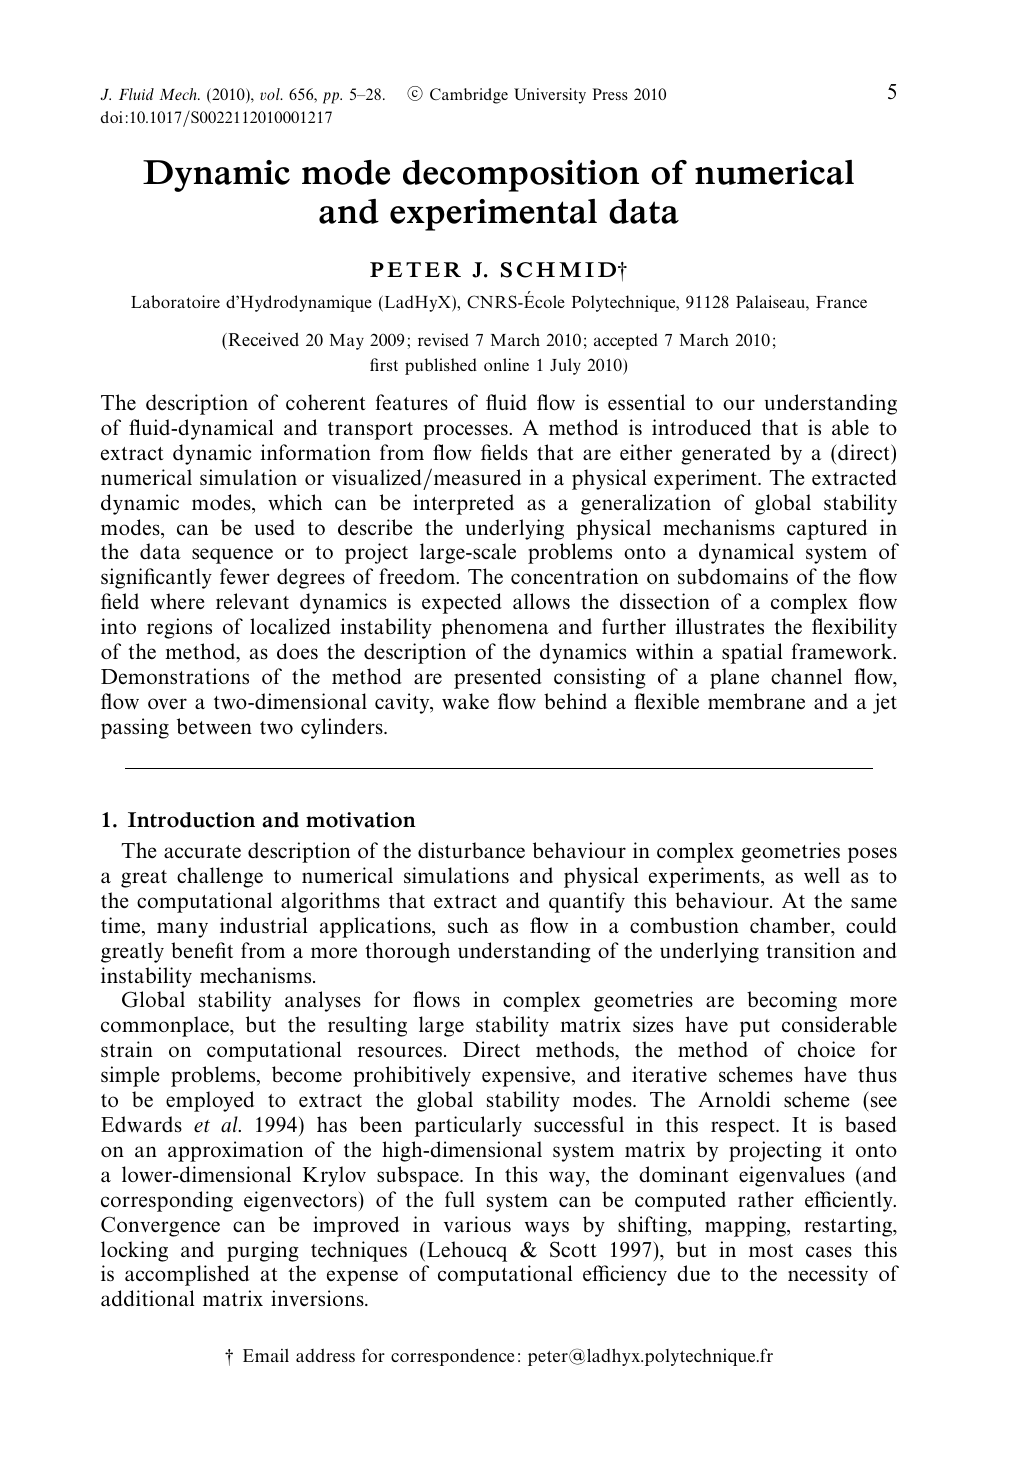 J. Fluid Mech. (2010), vol. 656, pp. 5–28. © Cambridge University Press 2010 5
doi:10.1017/S0022112010001217
Dynamic mode decomposition of numerical
and experimental data
PETER J. SCHMID†
Laboratoire d'Hydrodynamique (LadHyX), CNRS-École Polytechnique, 91128 Palaiseau, France
(Received 20 May 2009; revised 7 March 2010; accepted 7 March 2010;
first published online 1 July 2010)
The description of coherent features of fluid flow is essential to our understanding
of fluid-dynamical and transport processes. A method is introduced that is able to
extract dynamic information from flow fields that are either generated by a (direct)
numerical simulation or visualized/measured in a physical experiment. The extracted
dynamic modes, which can be interpreted as a generalization of global stability
modes, can be used to describe the underlying physical mechanisms captured in
the data sequence or to project large-scale problems onto a dynamical system of
significantly fewer degrees of freedom. The concentration on subdomains of the flow
field where relevant dynamics is expected allows the dissection of a complex flow
into regions of localized instability phenomena and further illustrates the flexibility
of the method, as does the description of the dynamics within a spatial framework.
Demonstrations of the method are presented consisting of a plane channel flow,
flow over a two-dimensional cavity, wake flow behind a flexible membrane and a jet
passing between two cylinders.
1. Introduction and motivation
The accurate description of the disturbance behaviour in complex geometries poses
a great challenge to numerical simulations and physical experiments, as well as to
the computational algorithms that extract and quantify this behaviour. At the same
time, many industrial applications, such as flow in a combustion chamber, could
greatly benefit from a more thorough understanding of the underlying transition and
instability mechanisms.
Global stability analyses for flows in complex geometries are becoming more
commonplace, but the resulting large stability matrix sizes have put considerable
strain on computational resources. Direct methods, the method of choice for
simple problems, become prohibitively expensive, and iterative schemes have thus
to be employed to extract the global stability modes. The Arnoldi scheme (see
Edwards et al. 1994) has been particularly successful in this respect. It is based
on an approximation of the high-dimensional system matrix by projecting it onto
a lower-dimensional Krylov subspace. In this way, the dominant eigenvalues (and
corresponding eigenvectors) of the full system can be computed rather efficiently.
Convergence can be improved in various ways by shifting, mapping, restarting,
locking and purging techniques (Lehoucq & Scott 1997), but in most cases this
is accomplished at the expense of computational efficiency due to the necessity of
additional matrix inversions.
† Email address for correspondence: peter@ladhyx.polytechnique.fr